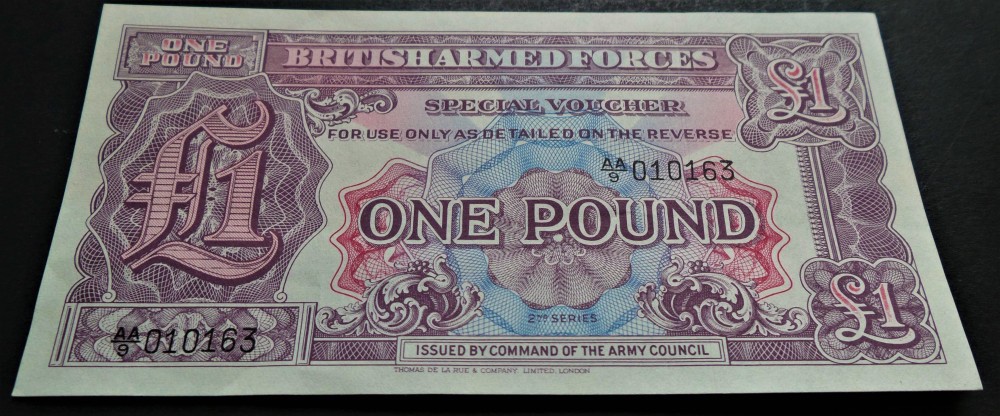 ONE
POUND
BRITISH ARMED FORCES
£1
SPECIAL VOUCHER
FOR USE ONLY AS DETAILED ON THE REVERSE
AA/9 010163
£1
ONE POUND
2ND SERIES
£1
AA/9 010163
ISSUED BY COMMAND OF THE ARMY COUNCIL
THOMAS DE LA RUE & COMPANY, LIMITED, LONDON